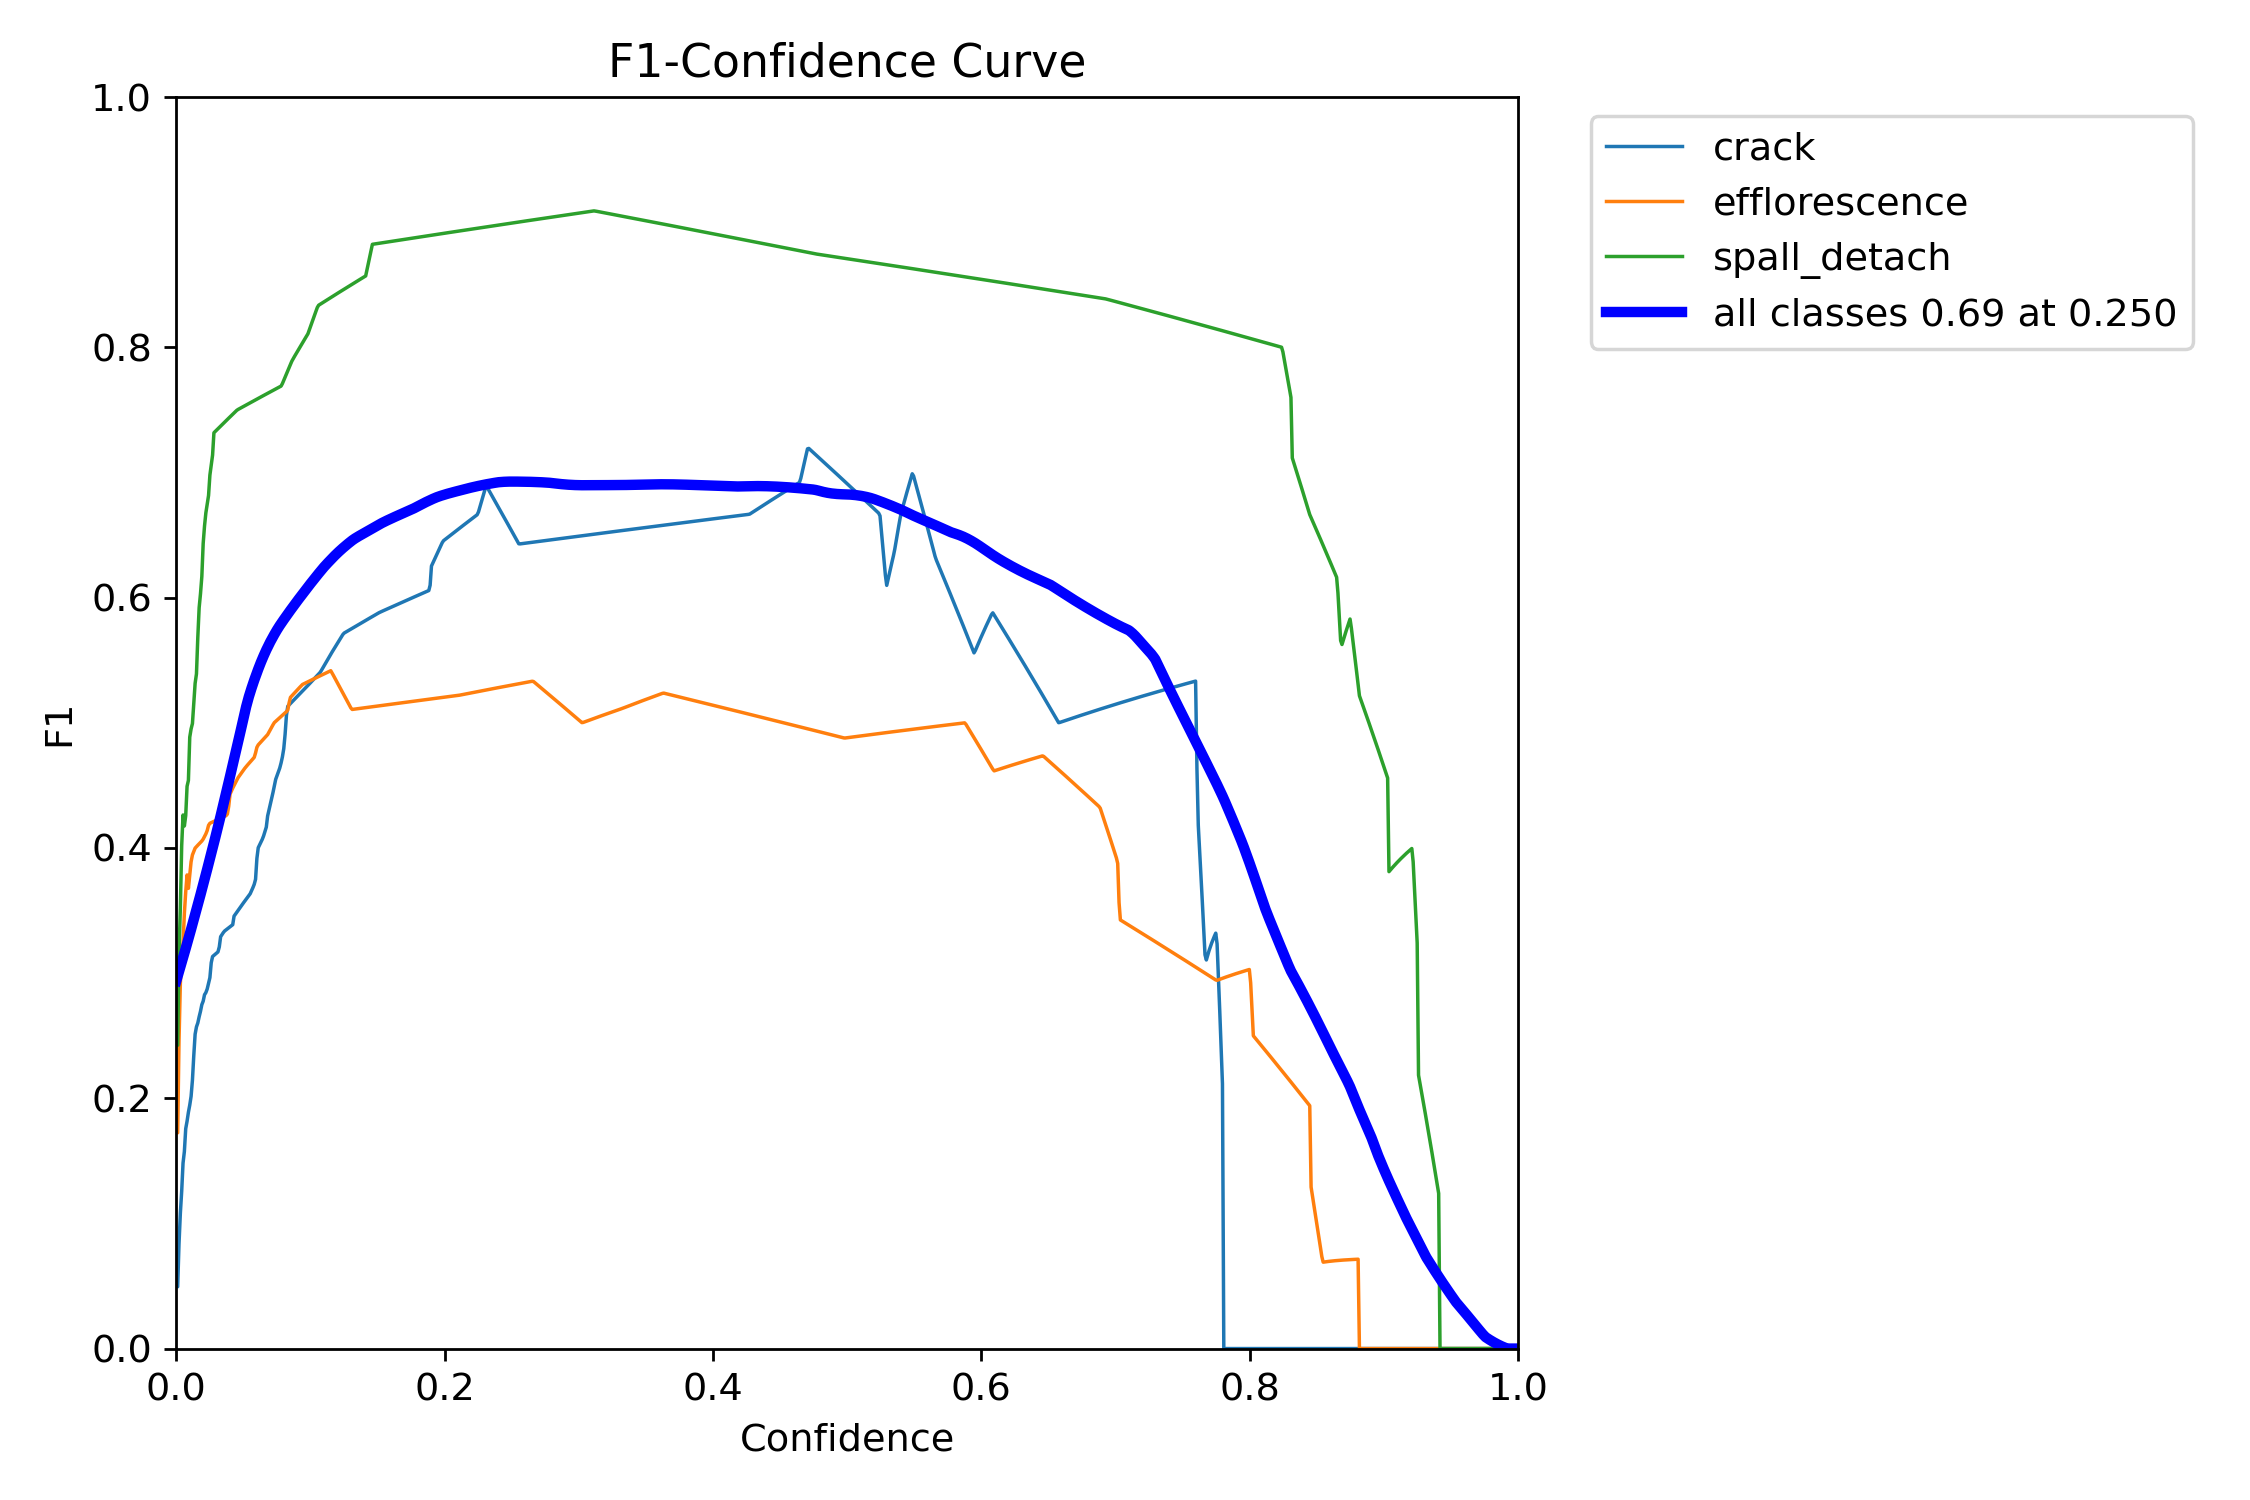 F1-Confidence Curve
1.0
0.8
0.6
0.4
0.2
0.0
F1
0.0 0.2 0.4 0.6 0.8 1.0
Confidence
crack
efflorescence
spall_detach
all classes 0.69 at 0.250